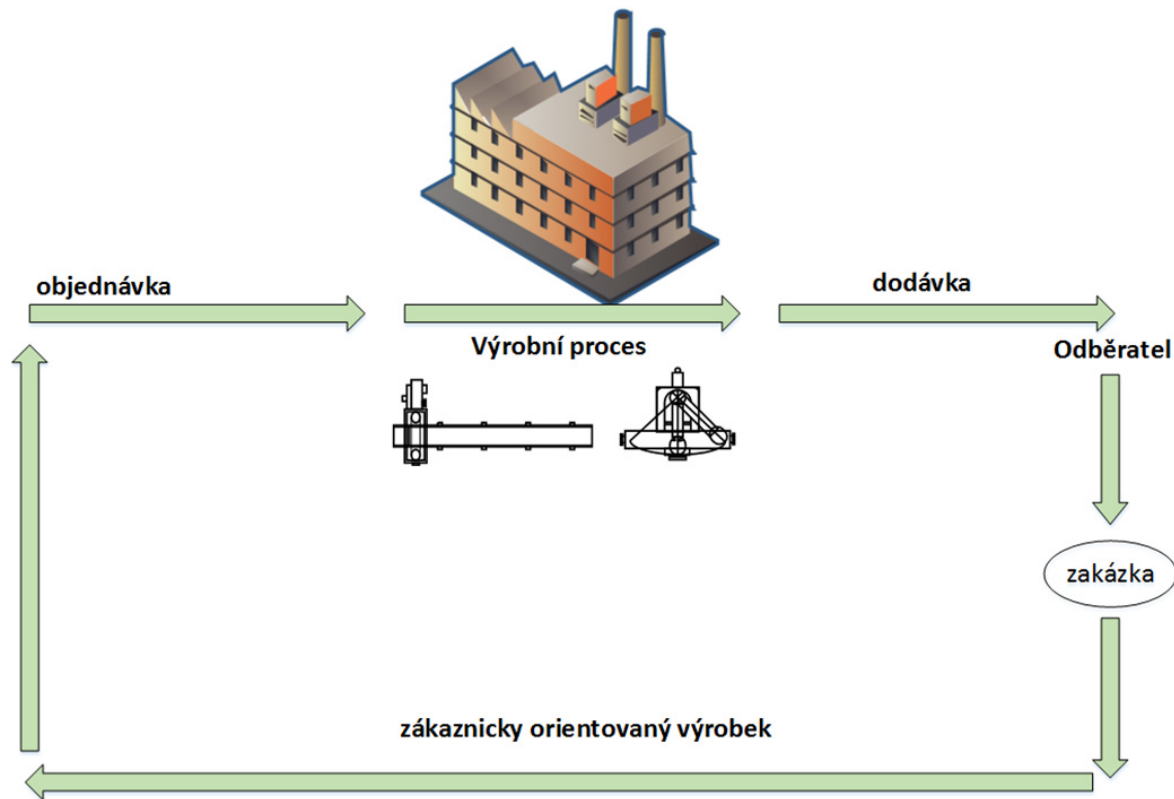 objednávka
dodávka
Výrobní proces
Odběratel
zakázka
zákaznicky orientovaný výrobek